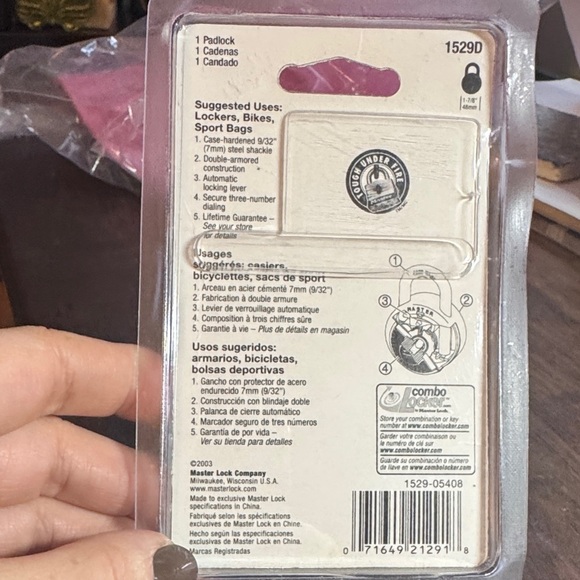 1 Padlock
1 Cadenas
1 Candado
1529D
1-7/8"
48mm
Suggested Uses:
Lockers, Bikes,
Sport Bags
1. Case-hardened 9/32"
(7mm) steel shackle
2. Double-armored
construction
3. Automatic
locking lever
4. Secure three-number
dialing
5. Lifetime Guarantee –
See your store
for details
TOUGH UNDER FIRE
Usages
suggérés: casiers,
bicyclettes, sacs de sport
1. Arceau en acier cémenté 7mm (9/32")
2. Fabrication à double armure
3. Levier de verrouillage automatique
4. Composition à trois chiffres sûre
5. Garantie à vie – Plus de détails en magasin
Usos sugeridos:
armarios, bicicletas,
bolsas deportivas
1. Gancho con protector de acero
endurecido 7mm (9/32")
2. Construcción con blindaje doble
3. Palanca de cierre automático
4. Marcador seguro de tres números
5. Garantía de por vida –
Ver su tienda para detalles
1
3
2
4
MASTER
combo
Locker
by Master Lock
Store your combination or key
number at www.combolocker.com
Garder votre combinaison ou
la numéro de clé sur
www.combolocker.com
Guarde su combinación o número
de llave en www.combolocker.com
©2003
Master Lock Company
Milwaukee, Wisconsin U.S.A.
www.masterlock.com
Made to exclusive Master Lock
specifications in China.
Fabriqué selon les spécifications
exclusives de Master Lock en Chine.
Hecho según las especificaciones
exclusivas de Master Lock en China.
Marcas Registradas
1529-05408
0 71649 21291 8